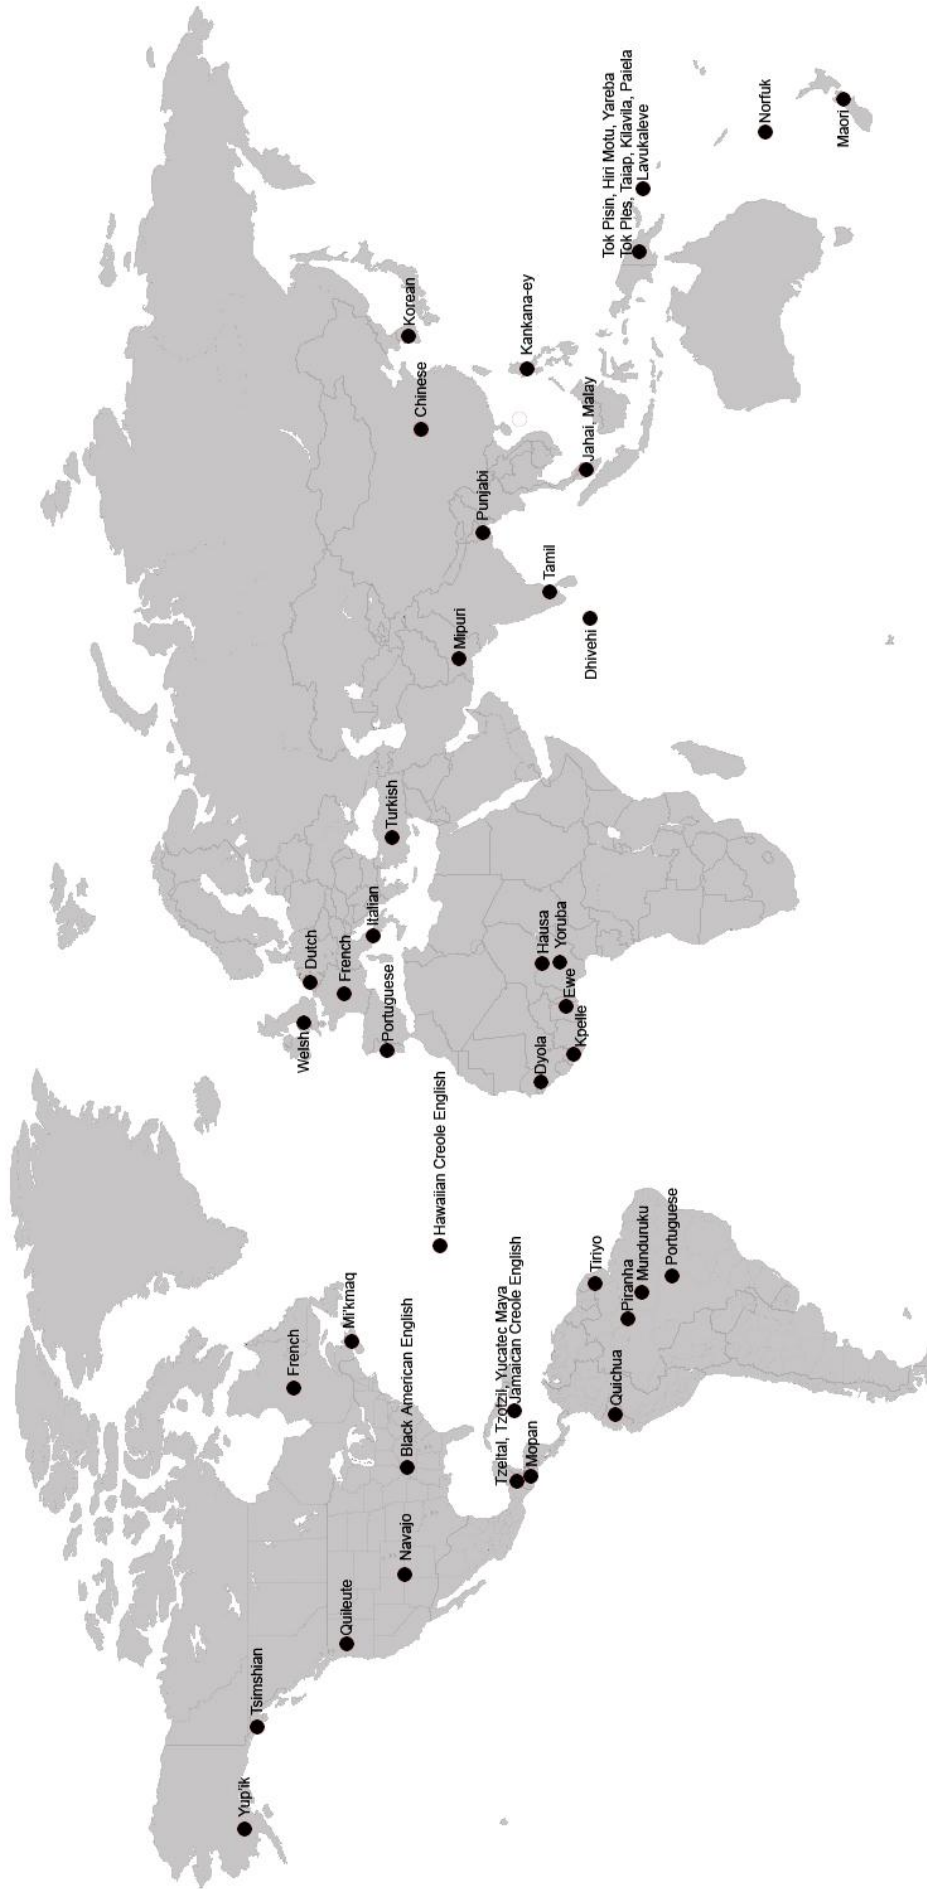 Yup'ik
Tsimshian
Quileute
Navajo
Black American English
French
Mi'kmaq
Tzeltal, Tzotzil, Yucatec Maya
Jamaican Creole English
Mopan
Hawaiian Creole English
Quichua
Piranha
Tiriyo
Munduruku
Portuguese
Welsh
Dutch
French
Portuguese
Italian
Turkish
Dyola
Kpelle
Ewe
Hausa
Yoruba
Mipuri
Dhivehi
Tamil
Punjabi
Chinese
Korean
Jahai, Malay
Kankana-ey
Tok Pisin, Hiri Motu, Yareba
Tok Ples, Taiap, Kilavila, Paiela
Lavukaleve
Norfuk
Maori